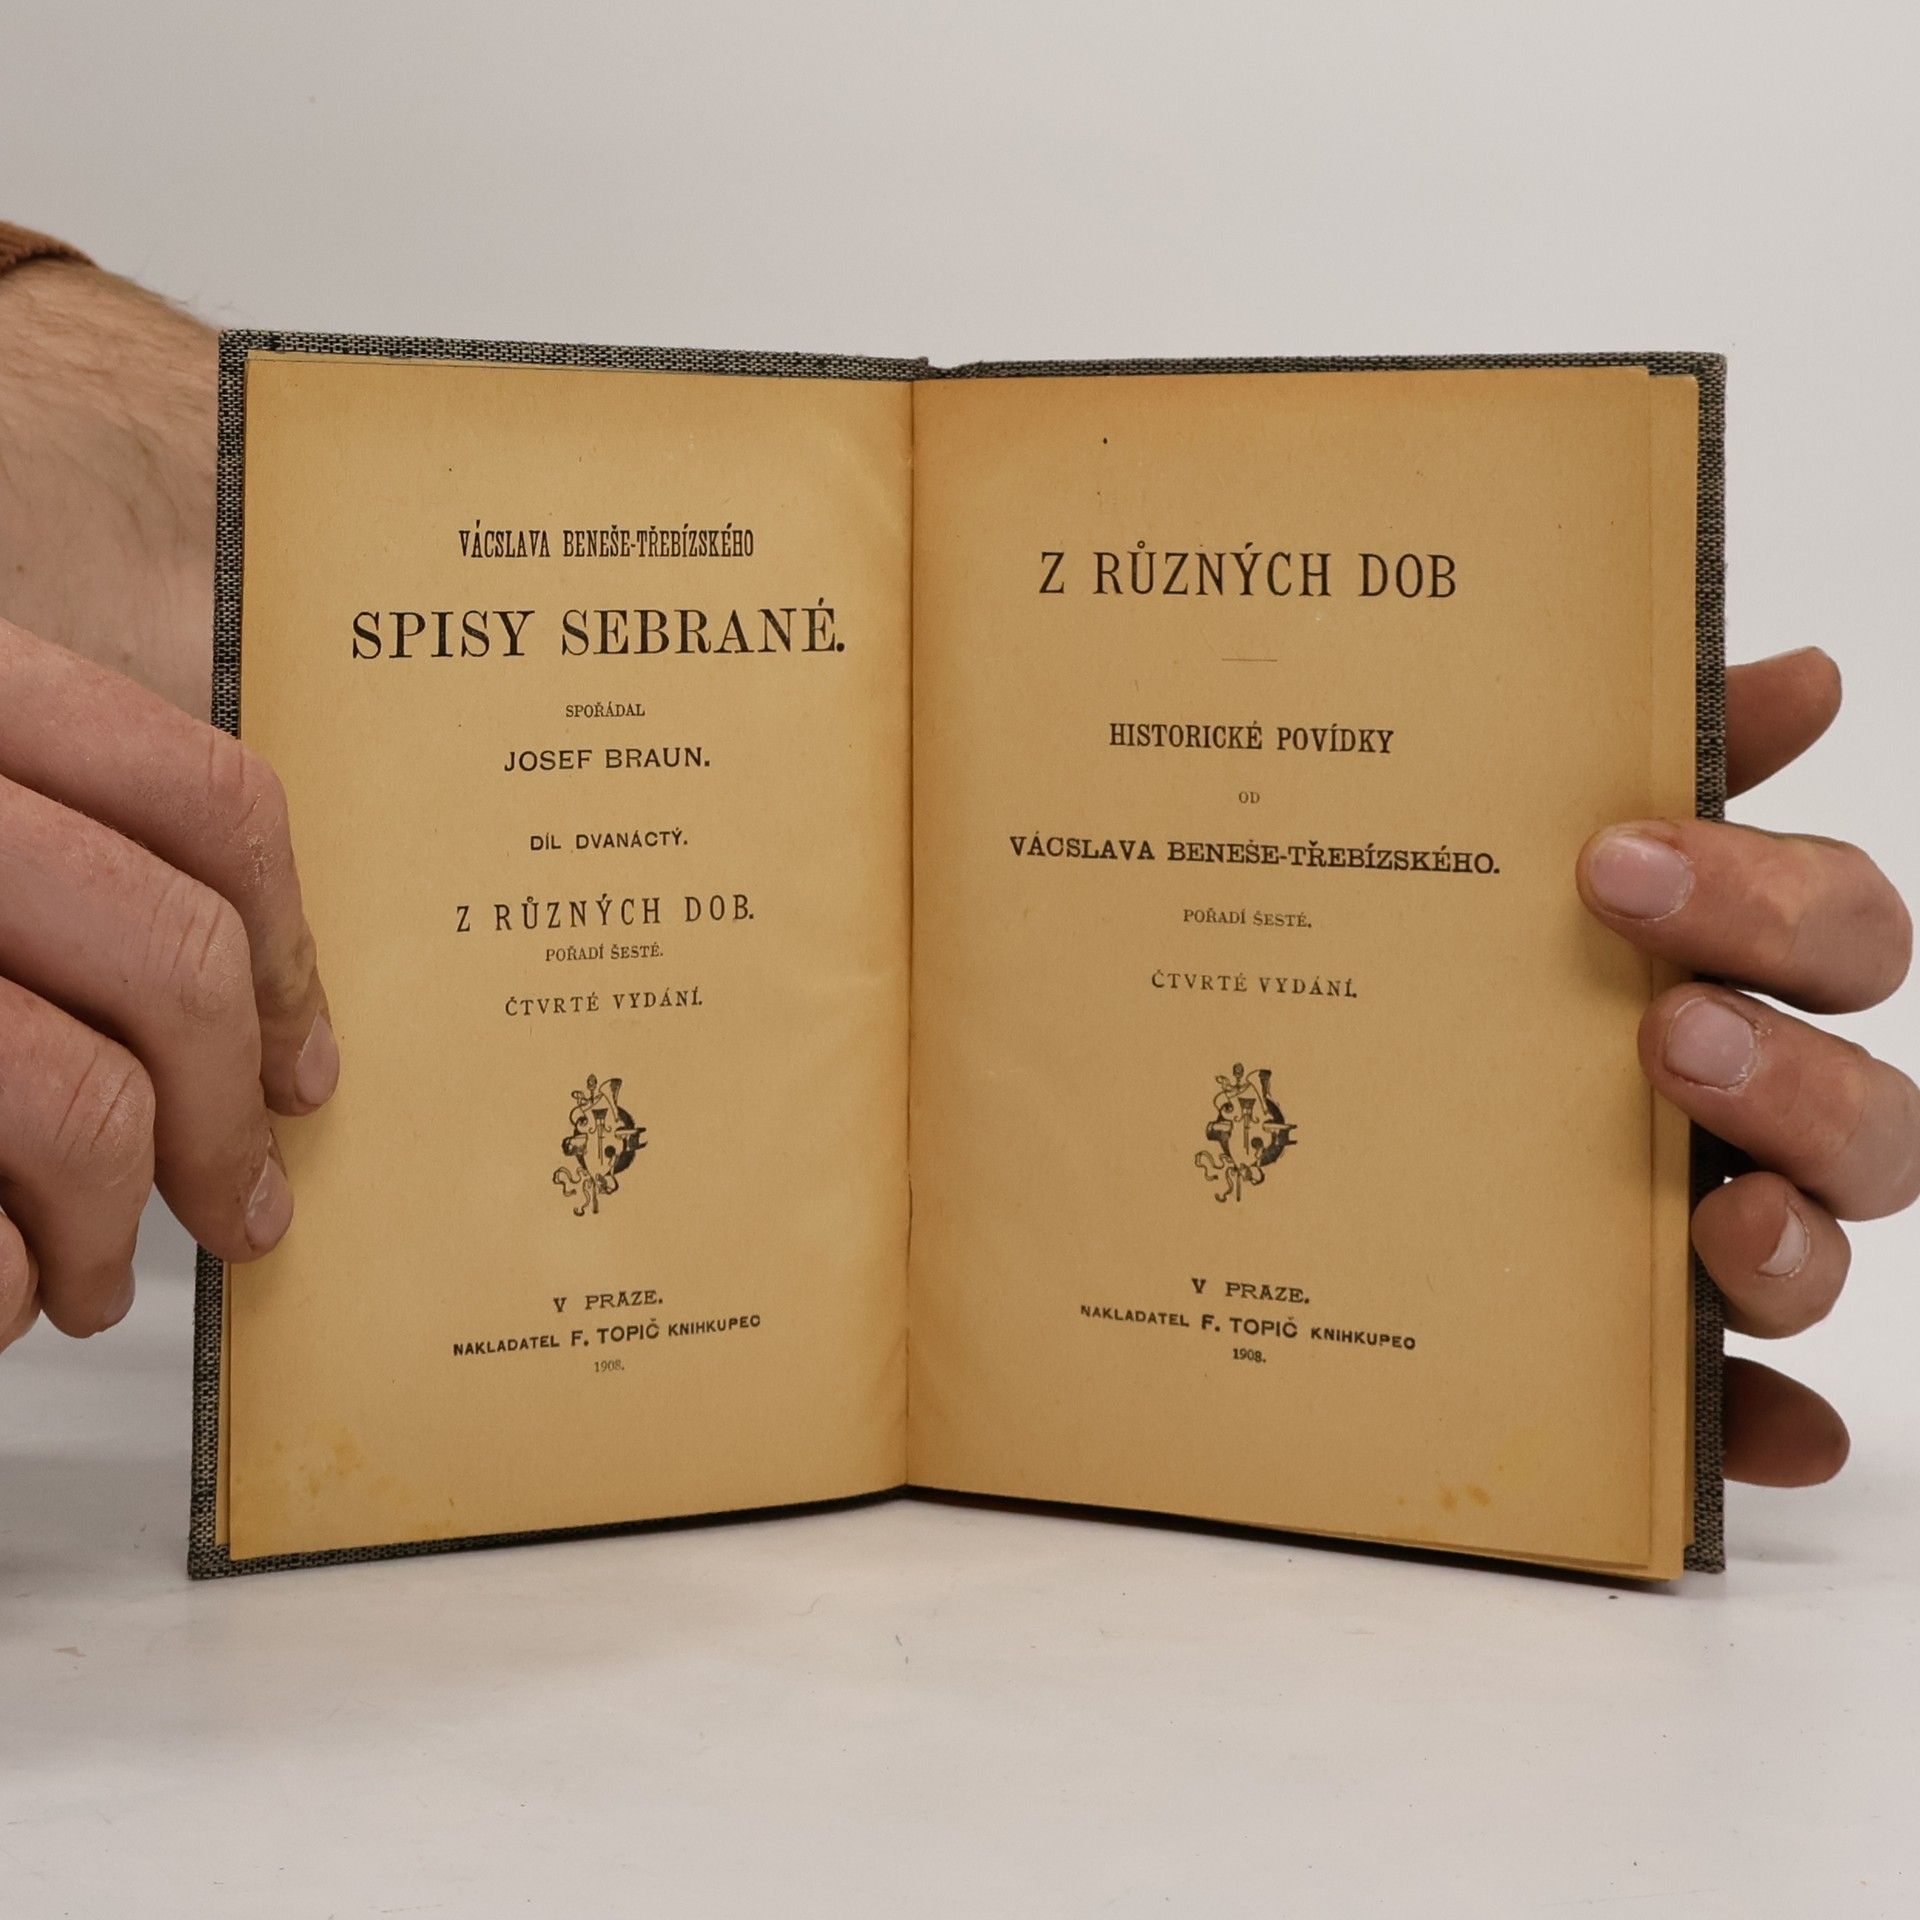 VÁCSLAVA BENEŠE-TŘEBÍZSKÉHO
SPISY SEBRANÉ.
SPOŘÁDAL
JOSEF BRAUN.
DÍL DVANÁCTÝ.
Z RŮZNÝCH DOB.
POŘADÍ ŠESTÉ.
ČTVRTÉ VYDÁNÍ.
V PRAZE.
NAKLADATEL F. TOPIČ KNIHKUPEC
1908.
Z RŮZNÝCH DOB
HISTORICKÉ POVÍDKY
OD
VÁCSLAVA BENEŠE-TŘEBÍZSKÉHO.
POŘADÍ ŠESTÉ.
ČTVRTÉ VYDÁNÍ.
V PRAZE.
NAKLADATEL F. TOPIČ KNIHKUPEC
1908.